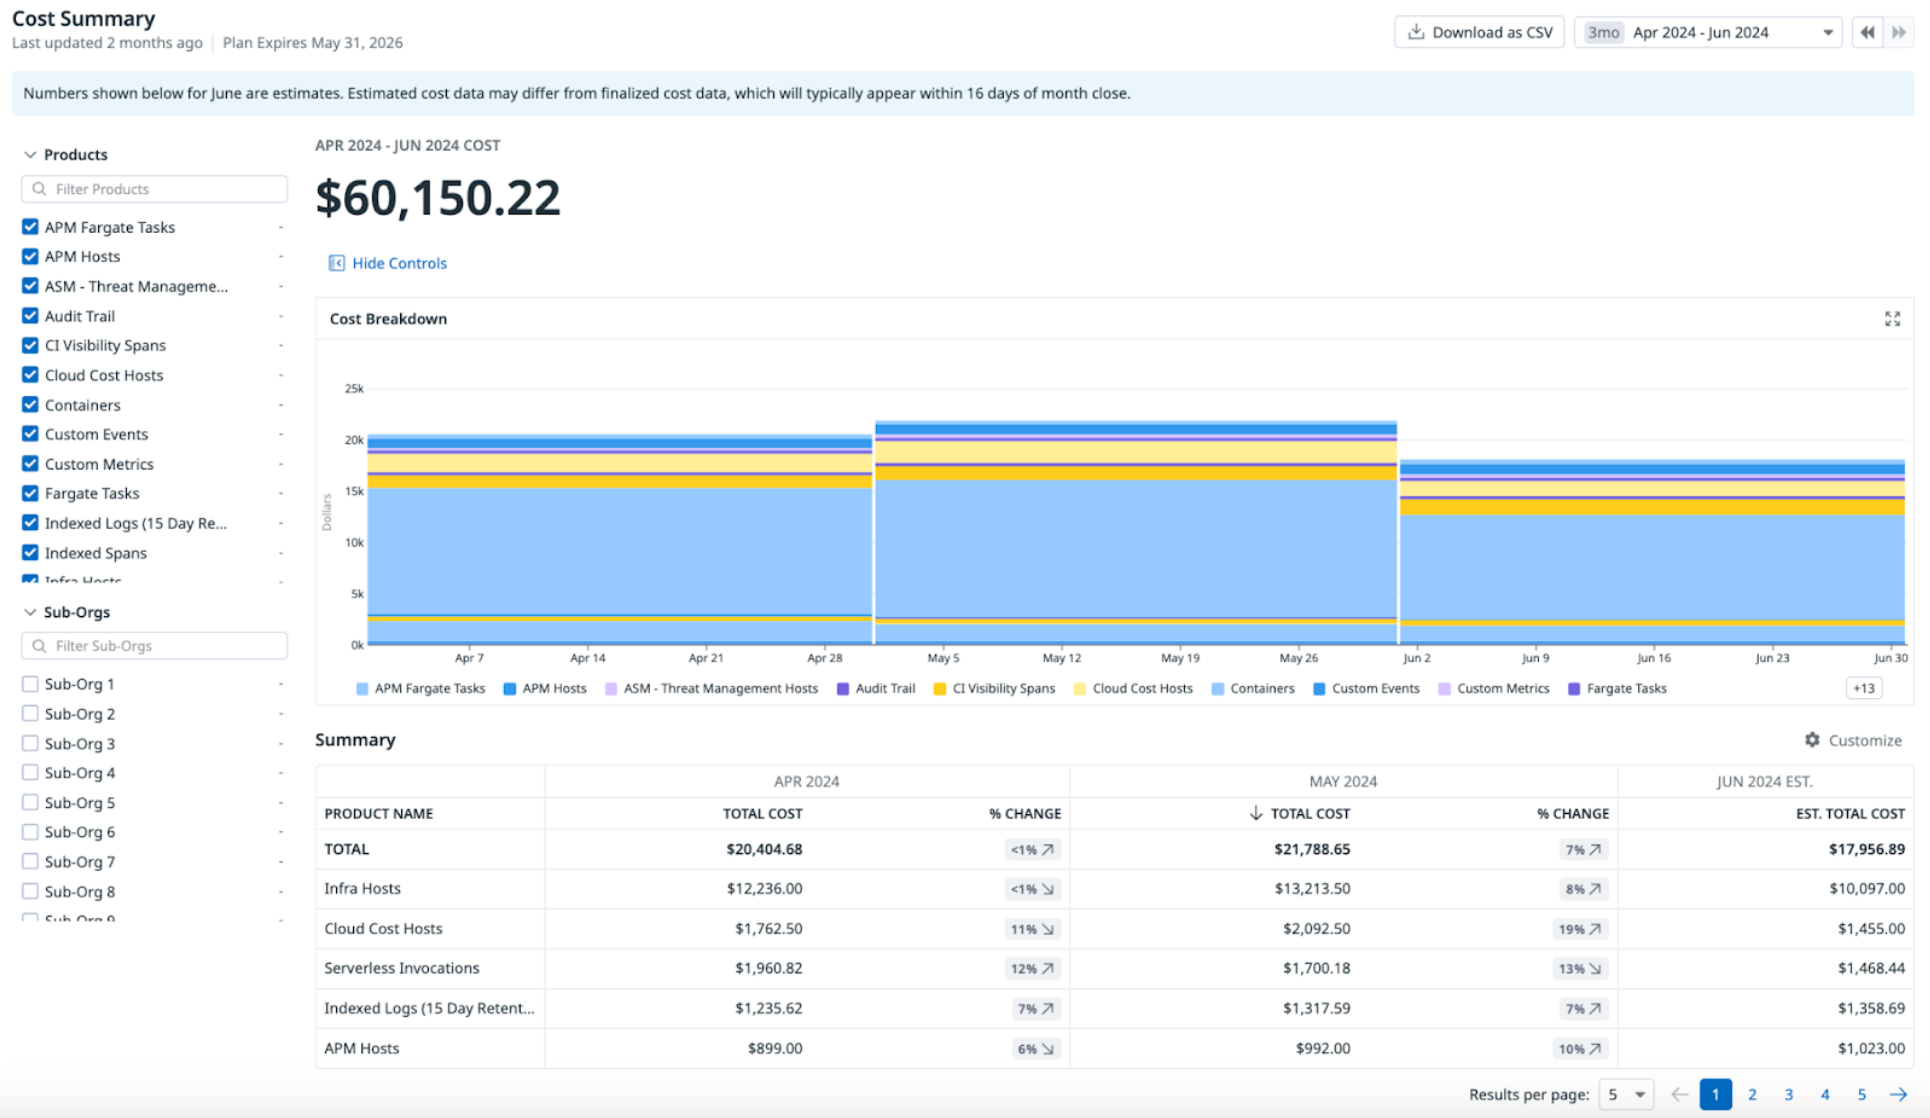 Cost Summary
Last updated 2 months ago | Plan Expires May 31, 2026
Download as CSV
3mo Apr 2024 - Jun 2024
Numbers shown below for June are estimates. Estimated cost data may differ from finalized cost data, which will typically appear within 16 days of month close.
Products
Filter Products
APM Fargate Tasks -
APM Hosts -
ASM - Threat Manageme... -
Audit Trail -
CI Visibility Spans -
Cloud Cost Hosts -
Containers -
Custom Events -
Custom Metrics -
Fargate Tasks -
Indexed Logs (15 Day Re... -
Indexed Spans -
Infra Hosts -
Sub-Orgs
Filter Sub-Orgs
Sub-Org 1 -
Sub-Org 2 -
Sub-Org 3 -
Sub-Org 4 -
Sub-Org 5 -
Sub-Org 6 -
Sub-Org 7 -
Sub-Org 8 -
Sub-Org 9 -
APR 2024 - JUN 2024 COST
$60,150.22
Hide Controls
Cost Breakdown
Dollars
25k
20k
15k
10k
5k
0k
Apr 7 Apr 14 Apr 21 Apr 28 May 5 May 12 May 19 May 26 Jun 2 Jun 9 Jun 16 Jun 23 Jun 30
APM Fargate Tasks APM Hosts ASM - Threat Management Hosts Audit Trail CI Visibility Spans Cloud Cost Hosts Containers Custom Events Custom Metrics Fargate Tasks +13
Summary
Customize
APR 2024 MAY 2024 JUN 2024 EST.
PRODUCT NAME TOTAL COST % CHANGE ↓ TOTAL COST % CHANGE EST. TOTAL COST
TOTAL $20,404.68 <1% ↗ $21,788.65 7% ↗ $17,956.89
Infra Hosts $12,236.00 <1% ↘ $13,213.50 8% ↗ $10,097.00
Cloud Cost Hosts $1,762.50 11% ↘ $2,092.50 19% ↗ $1,455.00
Serverless Invocations $1,960.82 12% ↗ $1,700.18 13% ↘ $1,468.44
Indexed Logs (15 Day Retent... $1,235.62 7% ↗ $1,317.59 7% ↗ $1,358.69
APM Hosts $899.00 6% ↘ $992.00 10% ↗ $1,023.00
Results per page: 5 ← 1 2 3 4 5 →